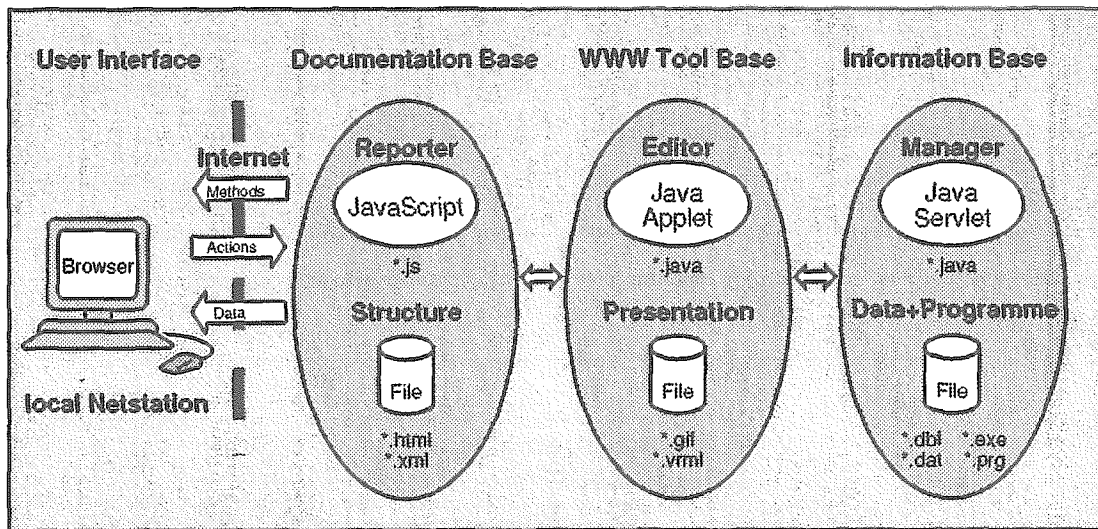 User Interface
Documentation Base
WWW Tool Base
Information Base
Internet
Methods
Actions
Data
Browser
local Netstation
Reporter
JavaScript
*.js
Structure
File
*.html
*.xml
Editor
Java
Applet
*.java
Presentation
File
*.gif
*.vrml
Manager
Java
Servlet
*.java
Data+Programme
File
*.dbl *.exe
*.dat *.prg